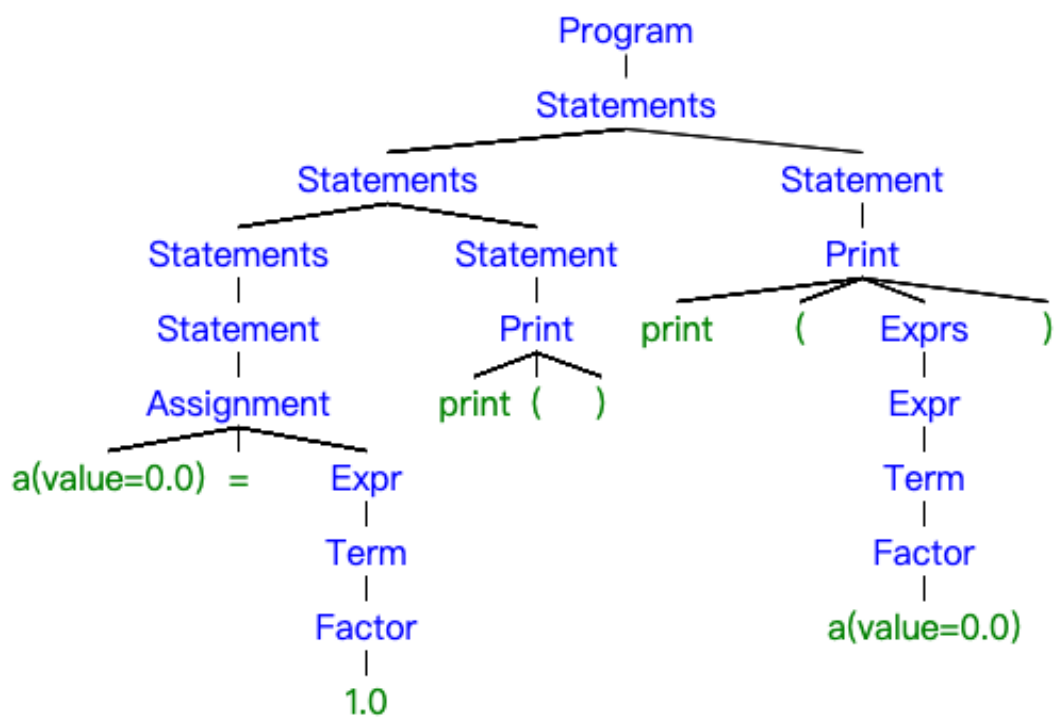 Program
Statements
Statements Statement
Statements Statement Print
Statement Print print ( Exprs )
Assignment print ( ) Expr
a(value=0.0) = Expr Term
Term Factor
Factor a(value=0.0)
1.0